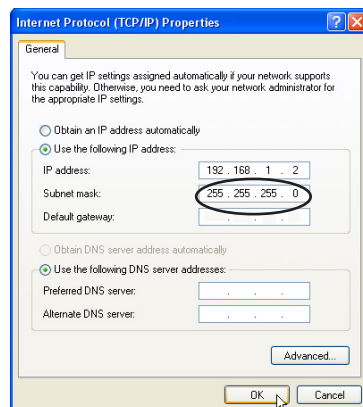 Internet Protocol (TCP/IP) Properties
General
You can get IP settings assigned automatically if your network supports
this capability. Otherwise, you need to ask your network administrator for
the appropriate IP settings.
Obtain an IP address automatically
Use the following IP address:
IP address: 192 . 168 . 1 . 2
Subnet mask: 255 . 255 . 255 . 0
Default gateway: . . .
Obtain DNS server address automatically
Use the following DNS server addresses:
Preferred DNS server: . . .
Alternate DNS server: . . .
Advanced...
OK Cancel